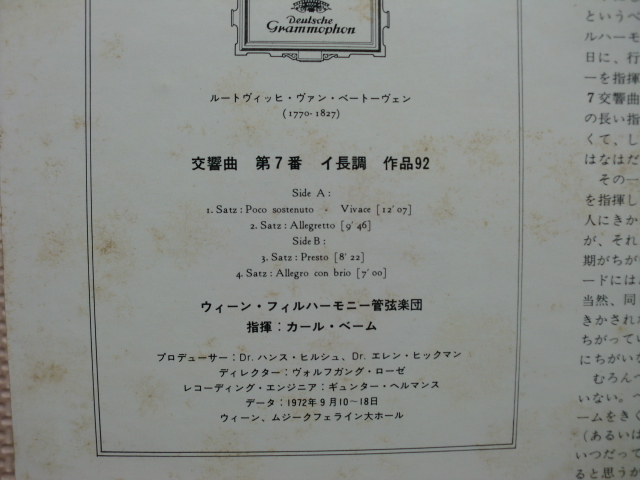 Deutsche
Grammophon
ルートヴィッヒ・ヴァン・ベートーヴェン
(1770-1827)
交響曲 第7番 イ長調 作品92
Side A:
1. Satz: Poco sostenuto - Vivace [12'07]
2. Satz: Allegretto [9'46]
Side B:
3. Satz: Presto [8'22]
4. Satz: Allegro con brio [7'00]
ウィーン・フィルハーモニー管弦楽団
指揮:カール・ベーム
プロデューサー:Dr. ハンス・ヒルシュ、Dr. エレン・ヒックマン
ディレクター:ヴォルフガング・ローゼ
レコーディング・エンジニア:ギュンター・ヘルマンス
データ:1972年9月10〜18日
ウィーン、ムジークフェライン大ホール
というベ
ルハーモ
日に、行
ーを指揮
7交響曲
の長い指
くて、し
はなはだ
その一
を指揮し
人にきか
が、それ
期がちが
ードには
当然、同
きかされ
ちがってい
にちがいな
むろんつ
いない。ベ
ームをきく
(あるいは
いつだって
ると思うか